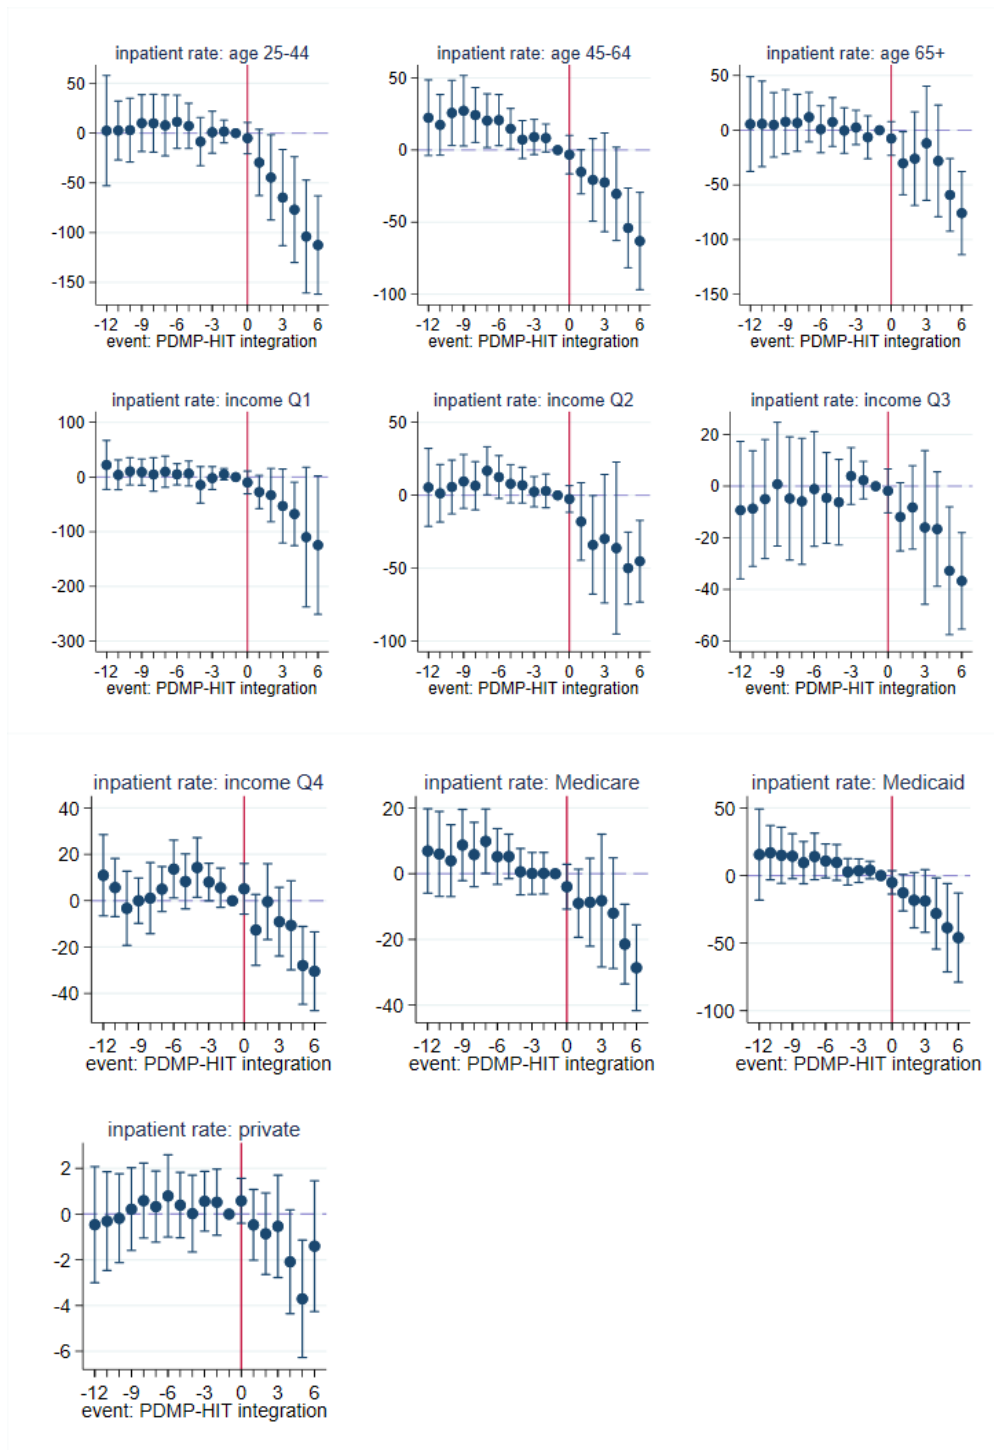 inpatient rate: age 25-44
50
0
-50
-100
-150
-12 -9 -6 -3 0 3 6
event: PDMP-HIT integration
inpatient rate: age 45-64
50
0
-50
-100
-12 -9 -6 -3 0 3 6
event: PDMP-HIT integration
inpatient rate: age 65+
50
0
-50
-100
-150
-12 -9 -6 -3 0 3 6
event: PDMP-HIT integration
inpatient rate: income Q1
100
0
-100
-200
-300
-12 -9 -6 -3 0 3 6
event: PDMP-HIT integration
inpatient rate: income Q2
50
0
-50
-100
-12 -9 -6 -3 0 3 6
event: PDMP-HIT integration
inpatient rate: income Q3
20
0
-20
-40
-60
-12 -9 -6 -3 0 3 6
event: PDMP-HIT integration
inpatient rate: income Q4
40
20
0
-20
-40
-12 -9 -6 -3 0 3 6
event: PDMP-HIT integration
inpatient rate: Medicare
20
0
-20
-40
-12 -9 -6 -3 0 3 6
event: PDMP-HIT integration
inpatient rate: Medicaid
50
0
-50
-100
-12 -9 -6 -3 0 3 6
event: PDMP-HIT integration
inpatient rate: private
2
0
-2
-4
-6
-12 -9 -6 -3 0 3 6
event: PDMP-HIT integration